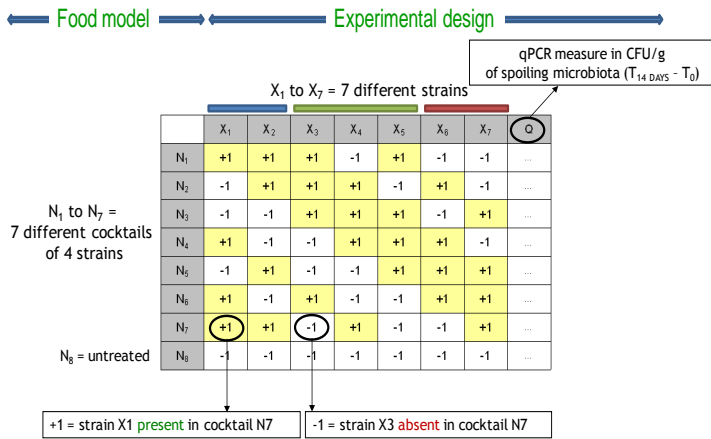 Food model Experimental design
qPCR measure in CFU/g
of spoiling microbiota (T14 DAYS - T0)
X1 to X7 = 7 different strains
X1 X2 X3 X4 X5 X6 X7 Q
N1 +1 +1 +1 -1 +1 -1 -1 ...
N2 -1 +1 +1 +1 -1 +1 -1 ...
N3 -1 -1 +1 +1 +1 -1 +1 ...
N4 +1 -1 -1 +1 +1 +1 -1 ...
N5 -1 +1 -1 -1 +1 +1 +1 ...
N6 +1 -1 +1 -1 -1 +1 +1 ...
N7 +1 +1 -1 +1 -1 -1 +1 ...
N8 -1 -1 -1 -1 -1 -1 -1 ...
N1 to N7 =
7 different cocktails
of 4 strains
N8 = untreated
+1 = strain X1 present in cocktail N7
-1 = strain X3 absent in cocktail N7